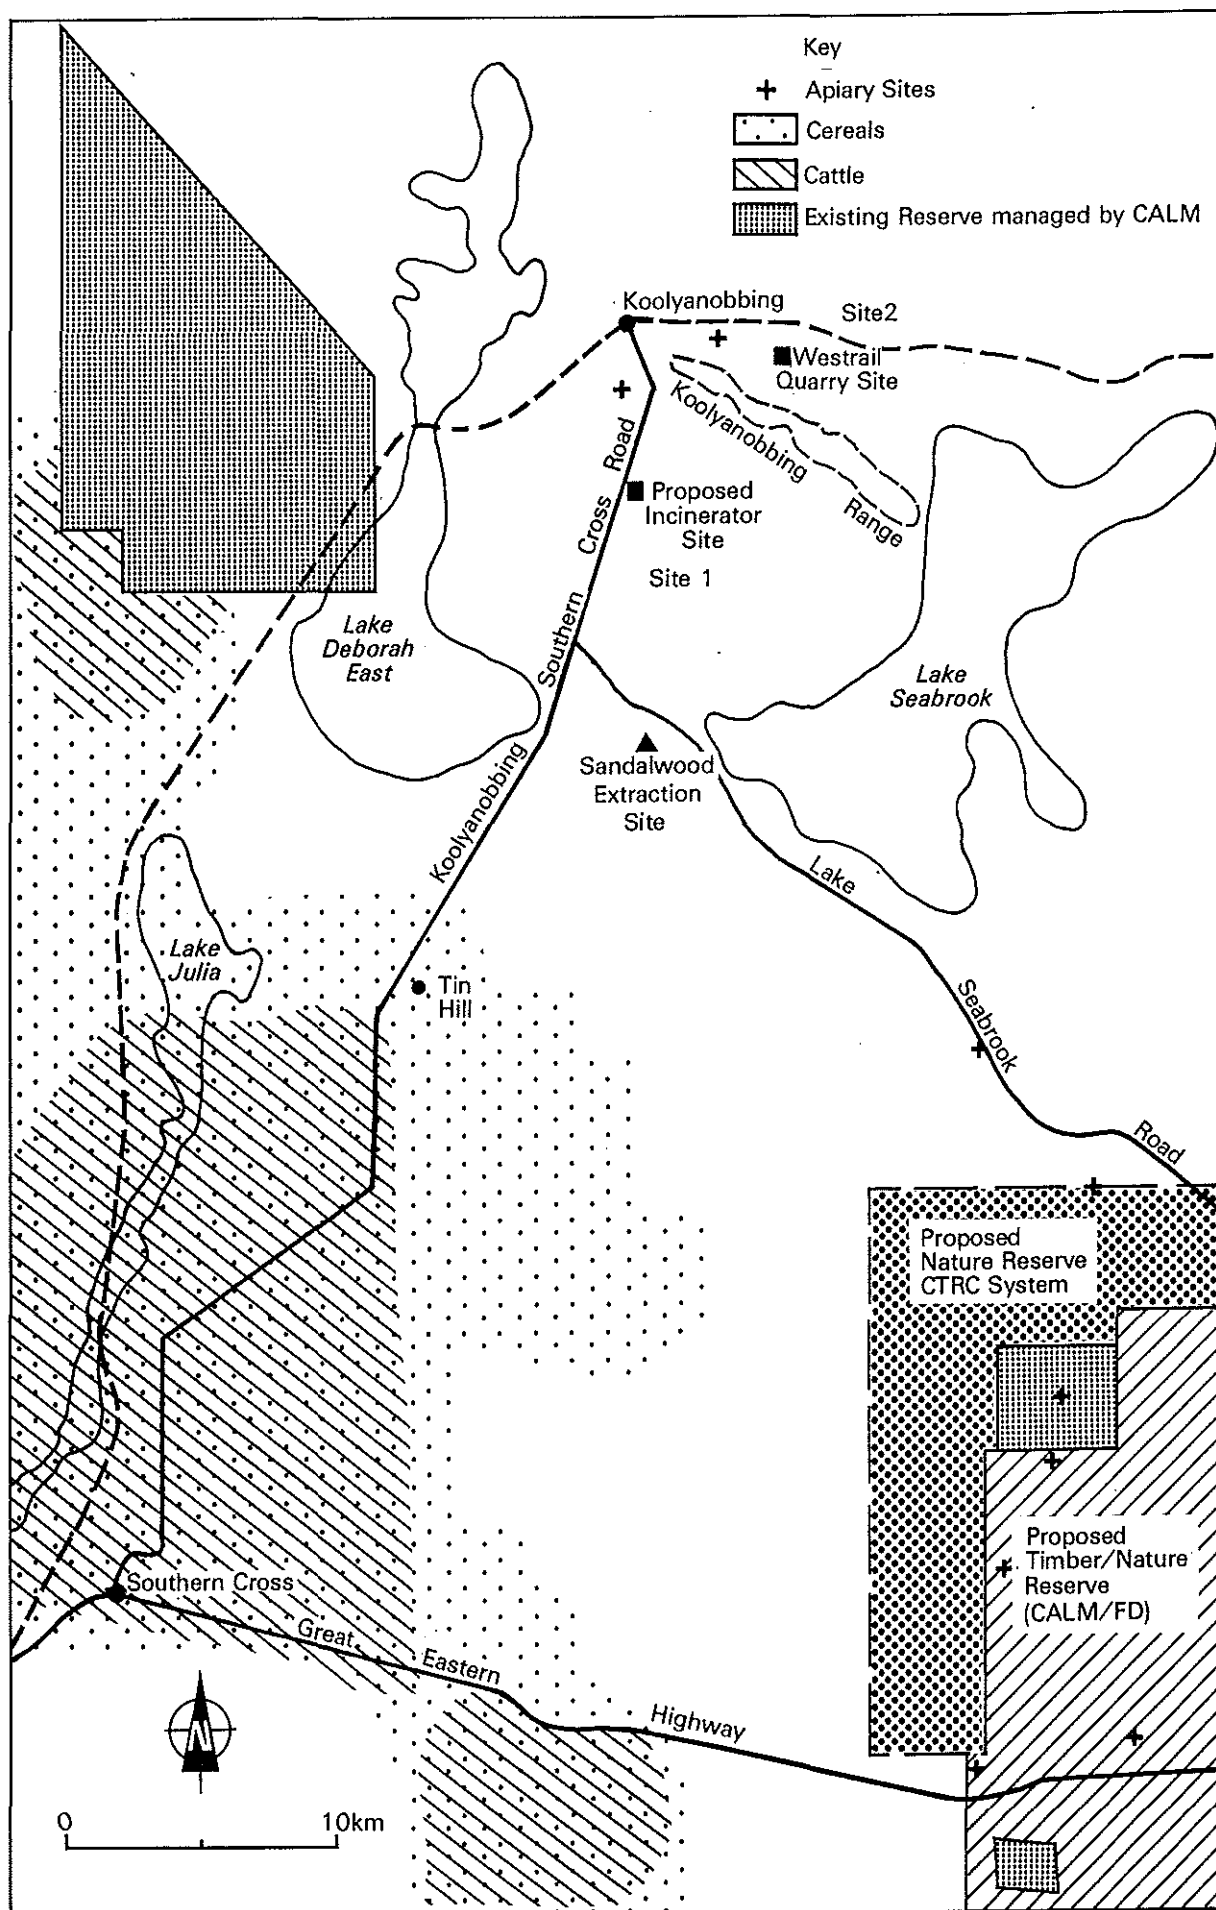 Key
Apiary Sites
Cereals
Cattle
Existing Reserve managed by CALM
Koolyanobbing
Site2
Westrail
Quarry Site
Koolyanobbing
Range
Proposed
Incinerator
Site
Site 1
Lake
Deborah
East
Koolyanobbing
Southern
Cross
Road
Lake
Seabrook
Sandalwood
Extraction
Site
Lake
Seabrook
Road
Lake
Julia
Tin
Hill
Proposed
Nature Reserve
CTRC System
Proposed
Timber/Nature
Reserve
(CALM/FD)
Southern Cross
Great
Eastern
Highway
N
0
10km